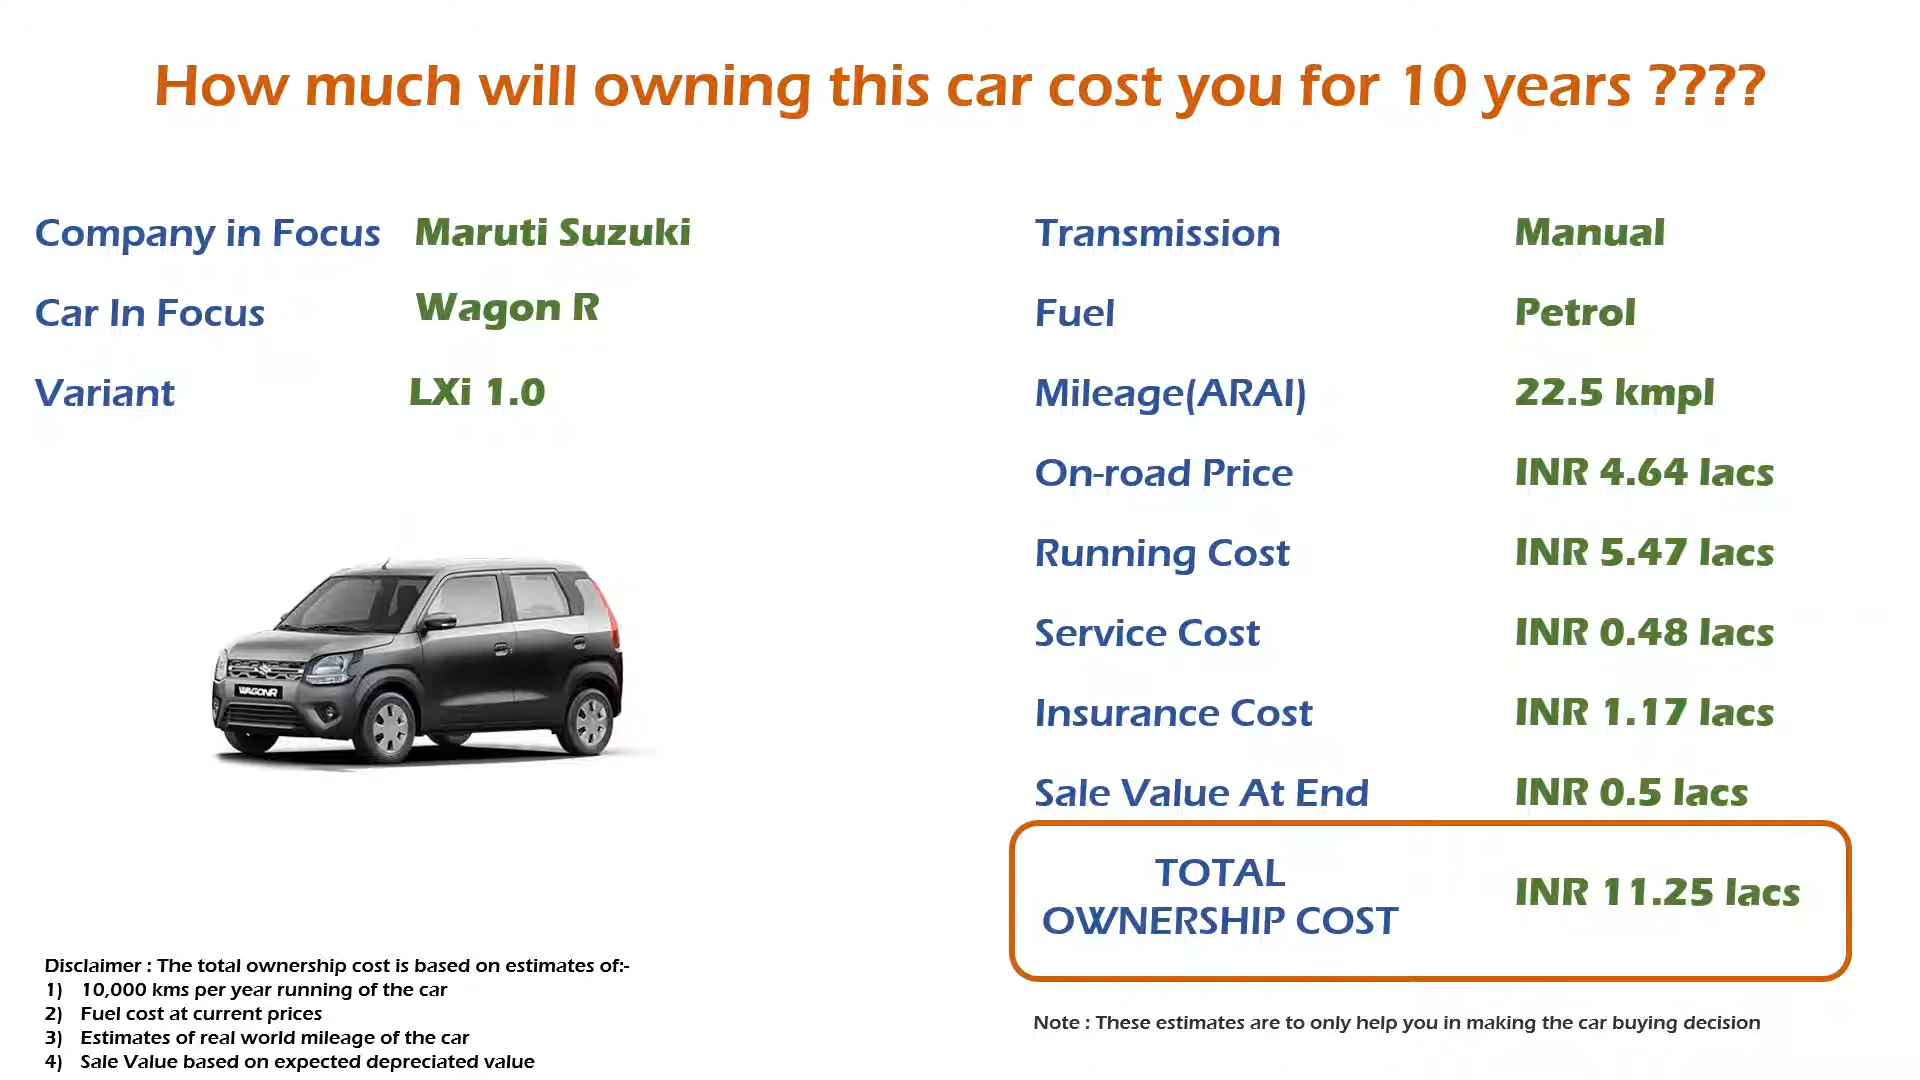 How much will owning this car cost you for 10 years ????
Company in Focus Maruti Suzuki
Car In Focus Wagon R
Variant LXi 1.0
WAGONR
Transmission Manual
Fuel Petrol
Mileage(ARAI) 22.5 kmpl
On-road Price INR 4.64 lacs
Running Cost INR 5.47 lacs
Service Cost INR 0.48 lacs
Insurance Cost INR 1.17 lacs
Sale Value At End INR 0.5 lacs
TOTAL
OWNERSHIP COST INR 11.25 lacs
Disclaimer : The total ownership cost is based on estimates of:-
1) 10,000 kms per year running of the car
2) Fuel cost at current prices
3) Estimates of real world mileage of the car
4) Sale Value based on expected depreciated value
Note : These estimates are to only help you in making the car buying decision